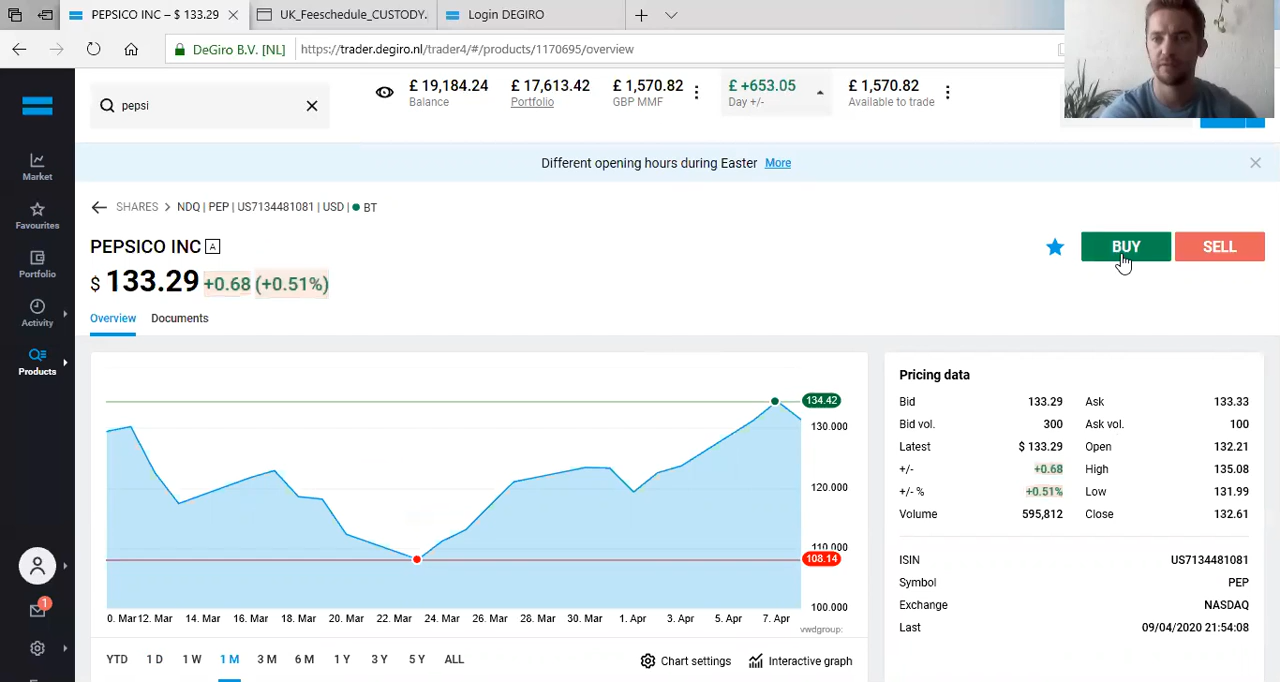 PEPSICO INC – $ 133.29
UK_Feeschedule_CUSTODY.
Login DEGIRO
DeGiro B.V. [NL]
https://trader.degiro.nl/trader4/#/products/1170695/overview
pepsi
£ 19,184.24
Balance
£ 17,613.42
Portfolio
£ 1,570.82
GBP MMF
£ +653.05
Day +/-
£ 1,570.82
Available to trade
Different opening hours during Easter More
Market
Favourites
Portfolio
Activity
Products
1
SHARES > NDQ | PEP | US7134481081 | USD | BT
PEPSICO INC A
$ 133.29 +0.68 (+0.51%)
BUY
SELL
Overview
Documents
134.42
130.000
120.000
110.000
108.14
100.000
0. Mar 12. Mar 14. Mar 16. Mar 18. Mar 20. Mar 22. Mar 24. Mar 26. Mar 28. Mar 30. Mar 1. Apr 3. Apr 5. Apr 7. Apr
vwdgroup:
YTD 1 D 1 W 1 M 3 M 6 M 1 Y 3 Y 5 Y ALL
Chart settings
Interactive graph
Pricing data
Bid 133.29 Ask 133.33
Bid vol. 300 Ask vol. 100
Latest $ 133.29 Open 132.21
+/- +0.68 High 135.08
+/- % +0.51% Low 131.99
Volume 595,812 Close 132.61
ISIN US7134481081
Symbol PEP
Exchange NASDAQ
Last 09/04/2020 21:54:08